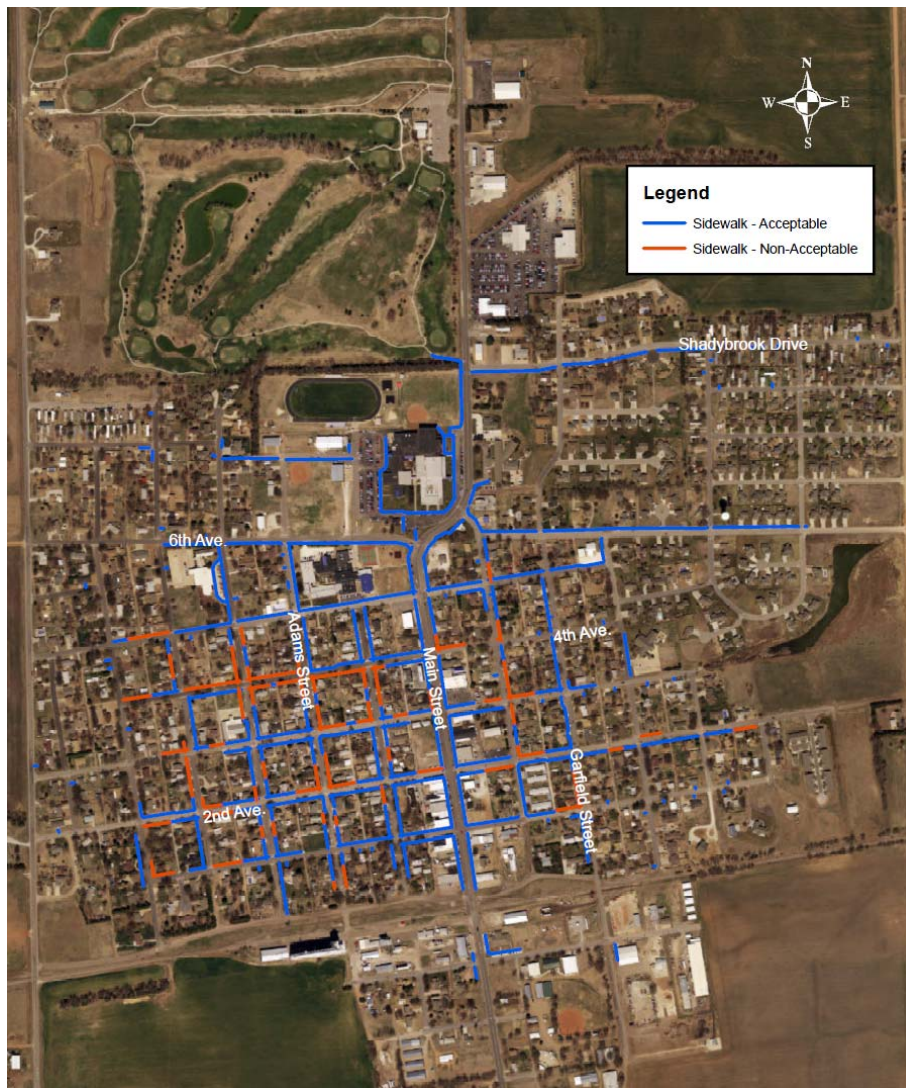 N
W E
S
Legend
Sidewalk - Acceptable
Sidewalk - Non-Acceptable
Shadybrook Drive
6th Ave.
Adams Street
4th Ave.
Main Street
Garfield Street
2nd Ave.